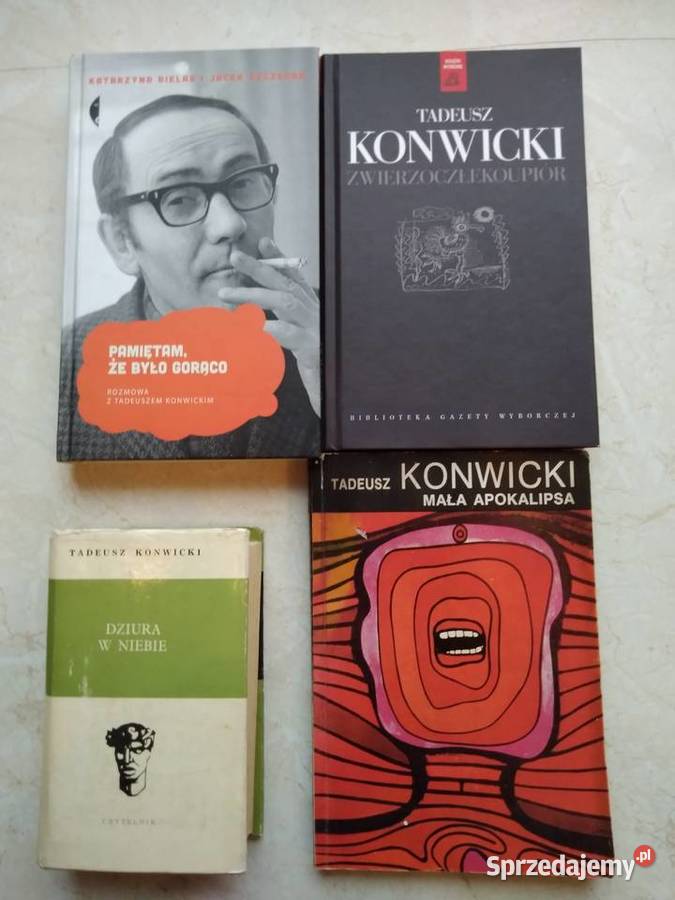 KATARZYNA BIELAS I JACEK SZCZERBA
PAMIĘTAM,
ŻE BYŁO GORĄCO
ROZMOWA
Z TADEUSZEM KONWICKIM
TADEUSZ
KONWICKI
ZWIERZOCZŁEKOUPIÓR
BIBLIOTEKA GAZETY WYBORCZEJ
TADEUSZ KONWICKI
DZIURA
W NIEBIE
CZYTELNIK
TADEUSZ KONWICKI
MAŁA APOKALIPSA
Sprzedajemy.pl